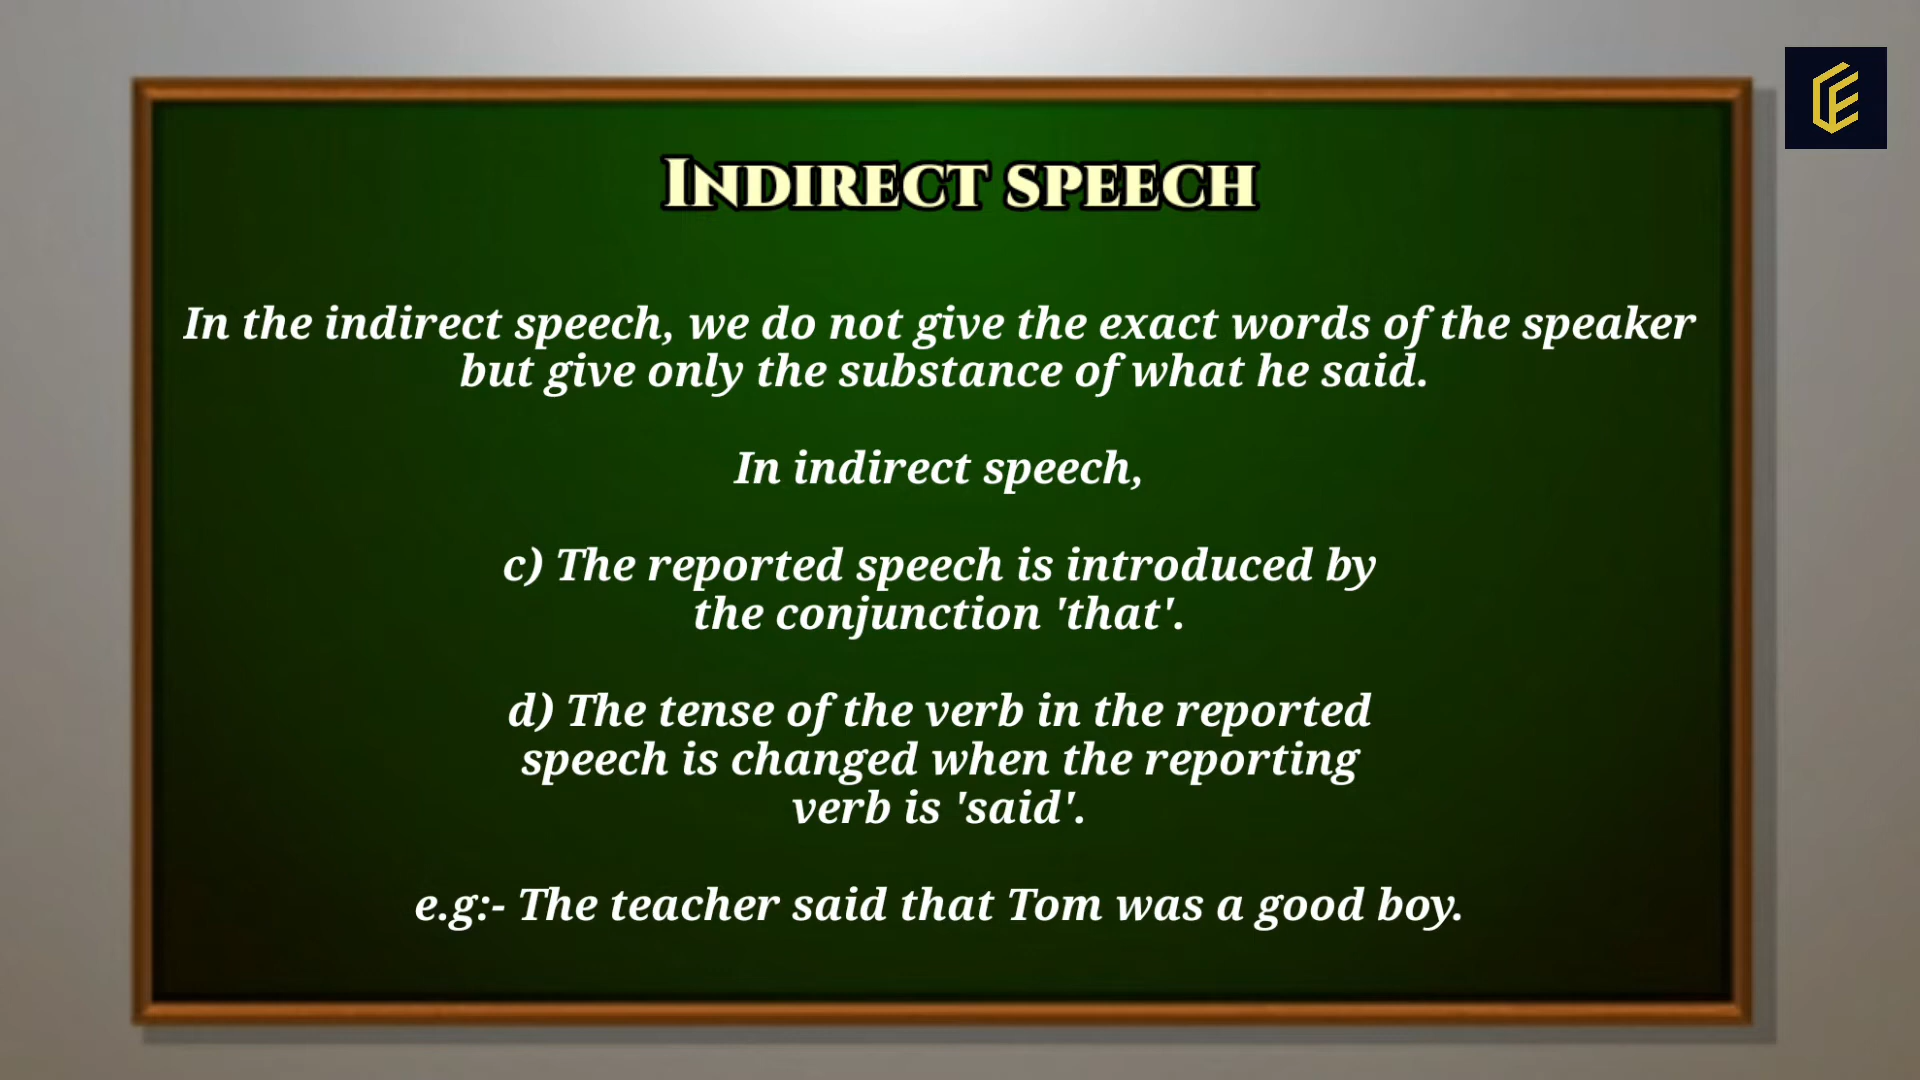 Indirect speech
In the indirect speech, we do not give the exact words of the speaker
but give only the substance of what he said.
In indirect speech,
c) The reported speech is introduced by
the conjunction 'that'.
d) The tense of the verb in the reported
speech is changed when the reporting
verb is 'said'.
e.g:- The teacher said that Tom was a good boy.